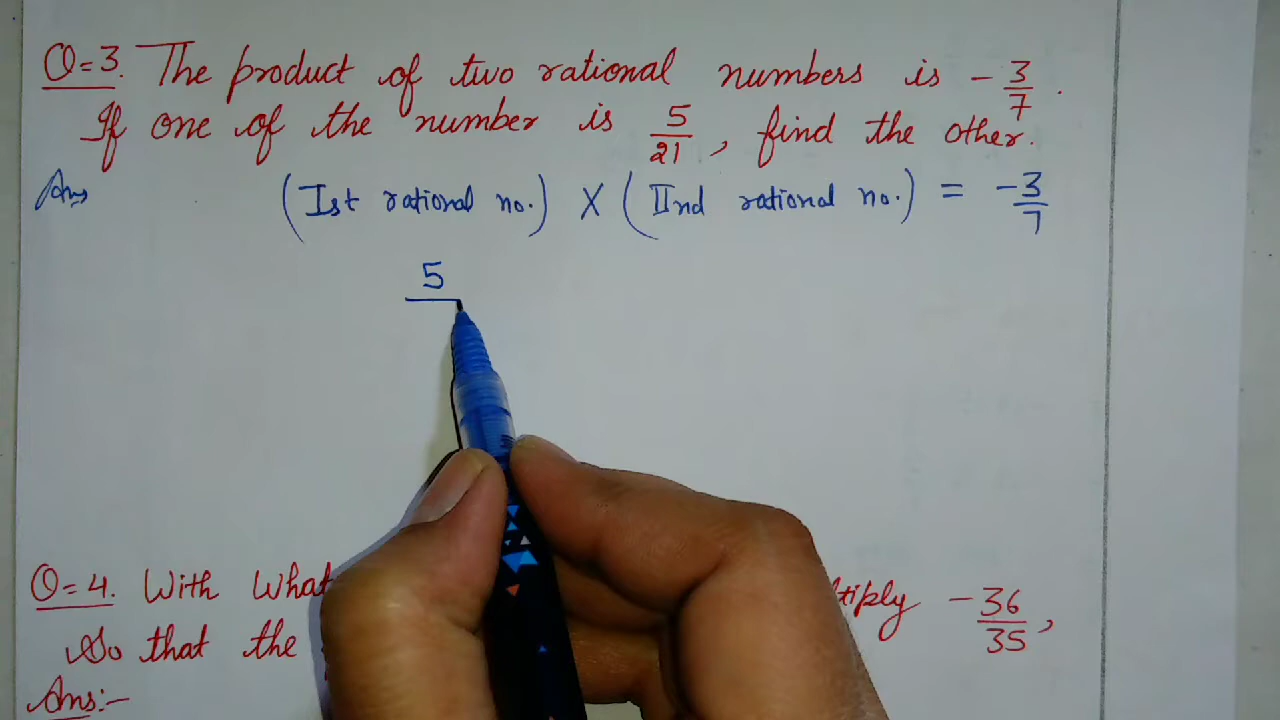 Q=3. The product of two rational numbers is -3/7.
If one of the number is 5/21, find the other.
Ans (Ist rational no.) X (IInd rational no.) = -3/7
5
Q=4. With What tiply -36/35,
So that the
Ans:-